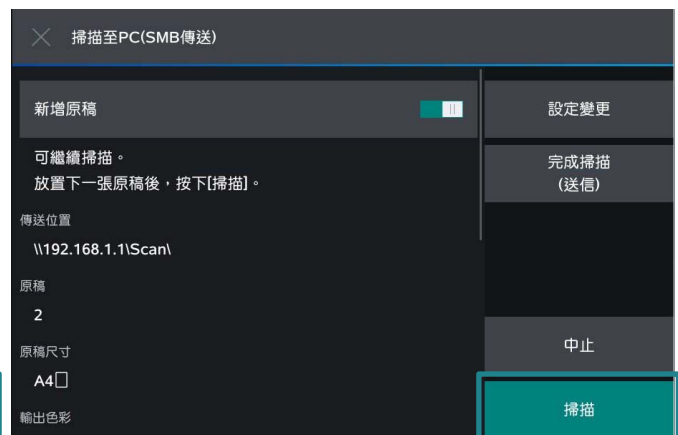 掃描至PC(SMB傳送)
新增原稿
可繼續掃描。
放置下一張原稿後，按下[掃描]。
傳送位置
\\192.168.1.1\Scan\
原稿
2
原稿尺寸
A4
輸出色彩
設定變更
完成掃描
(送信)
中止
掃描